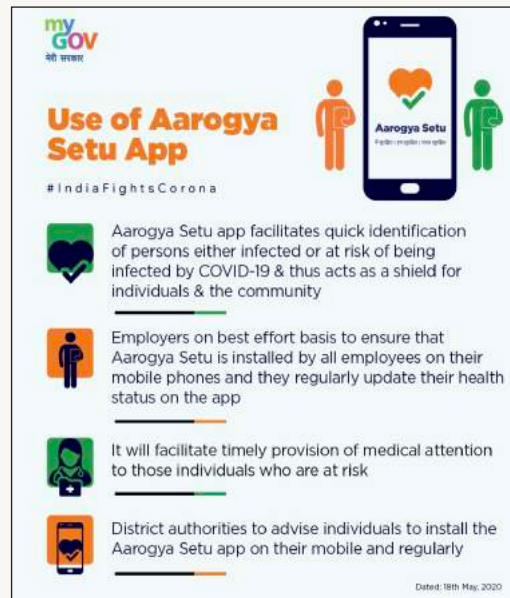 my
GOV
मेरी सरकार
Use of Aarogya
Setu App
#IndiaFightsCorona
Aarogya Setu
Aarogya Setu app facilitates quick identification
of persons either infected or at risk of being
infected by COVID-19 & thus acts as a shield for
individuals & the community
Employers on best effort basis to ensure that
Aarogya Setu is installed by all employees on their
mobile phones and they regularly update their health
status on the app
It will facilitate timely provision of medical attention
to those individuals who are at risk
District authorities to advise individuals to install the
Aarogya Setu app on their mobile and regularly
Dated: 18th May, 2020